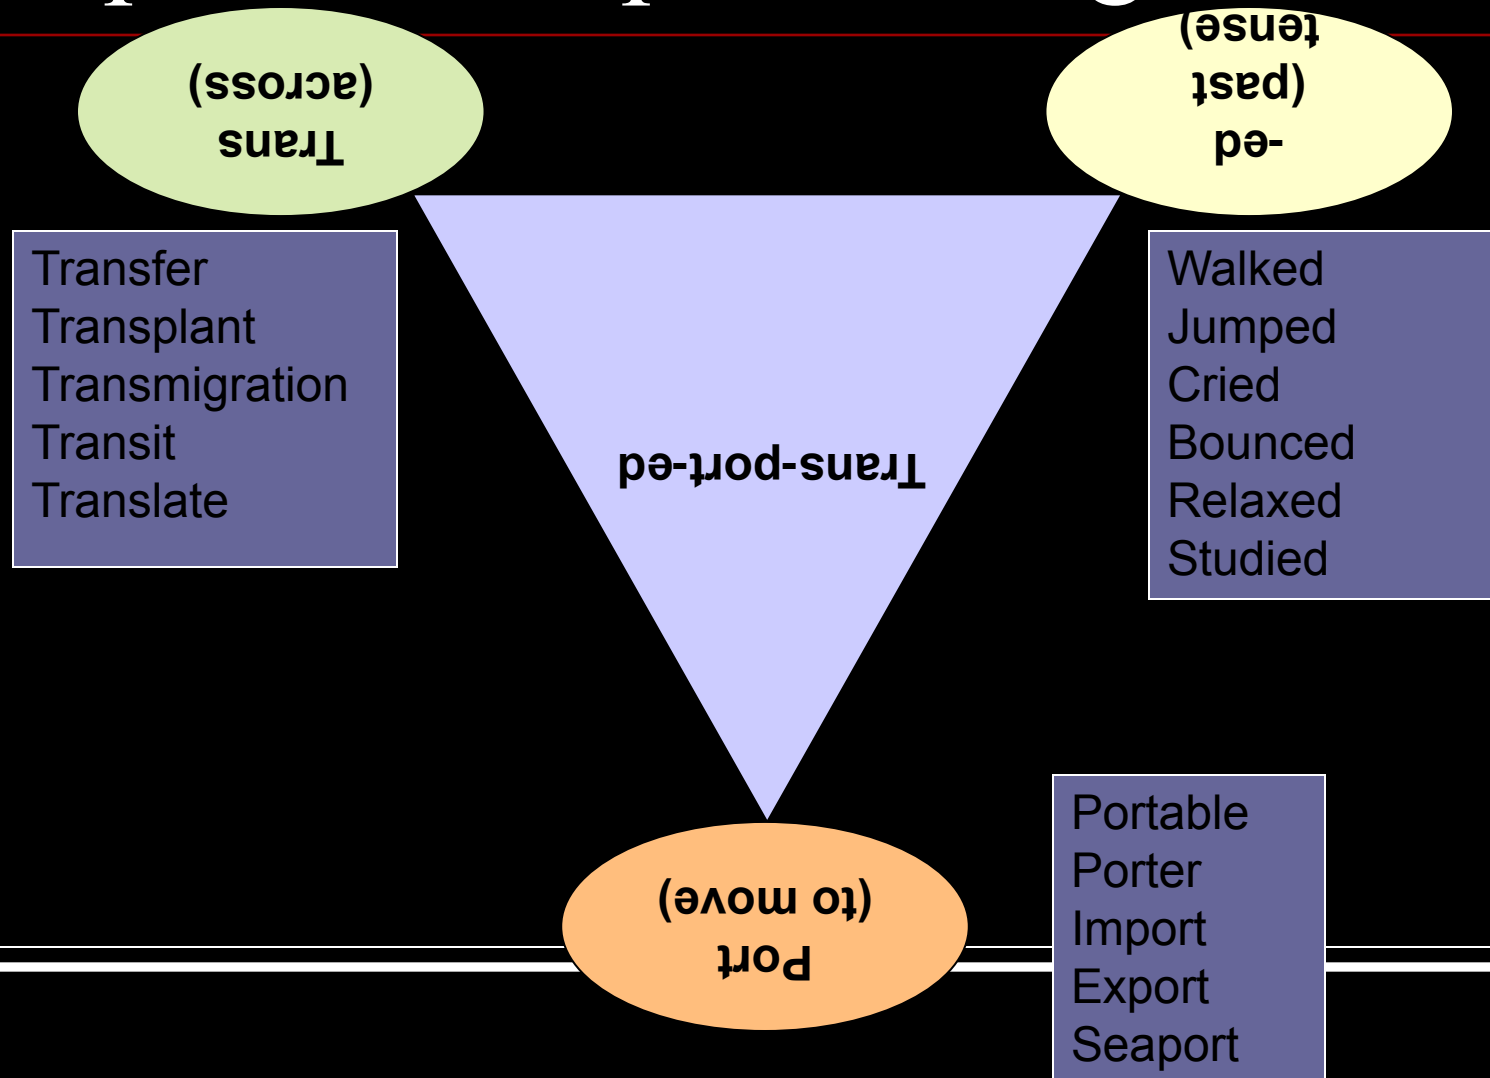 Trans
(across)
-ed
(past
tense)
Transfer
Transplant
Transmigration
Transit
Translate
Walked
Jumped
Cried
Bounced
Relaxed
Studied
Trans-port-ed
Port
(to move)
Portable
Porter
Import
Export
Seaport